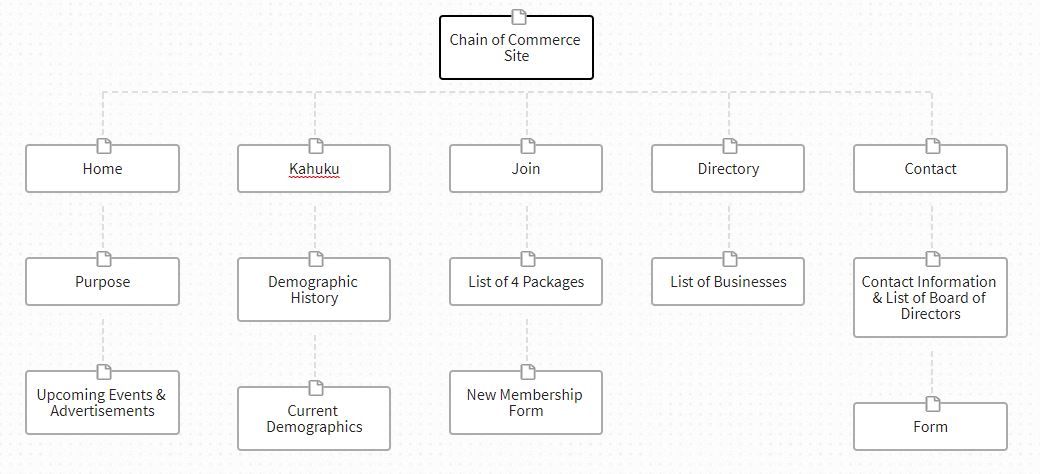 Chain of Commerce
Site
Home
Kahuku
Join
Directory
Contact
Purpose
Demographic
History
List of 4 Packages
List of Businesses
Contact Information
& List of Board of
Directors
Upcoming Events &
Advertisements
Current
Demographics
New Membership
Form
Form